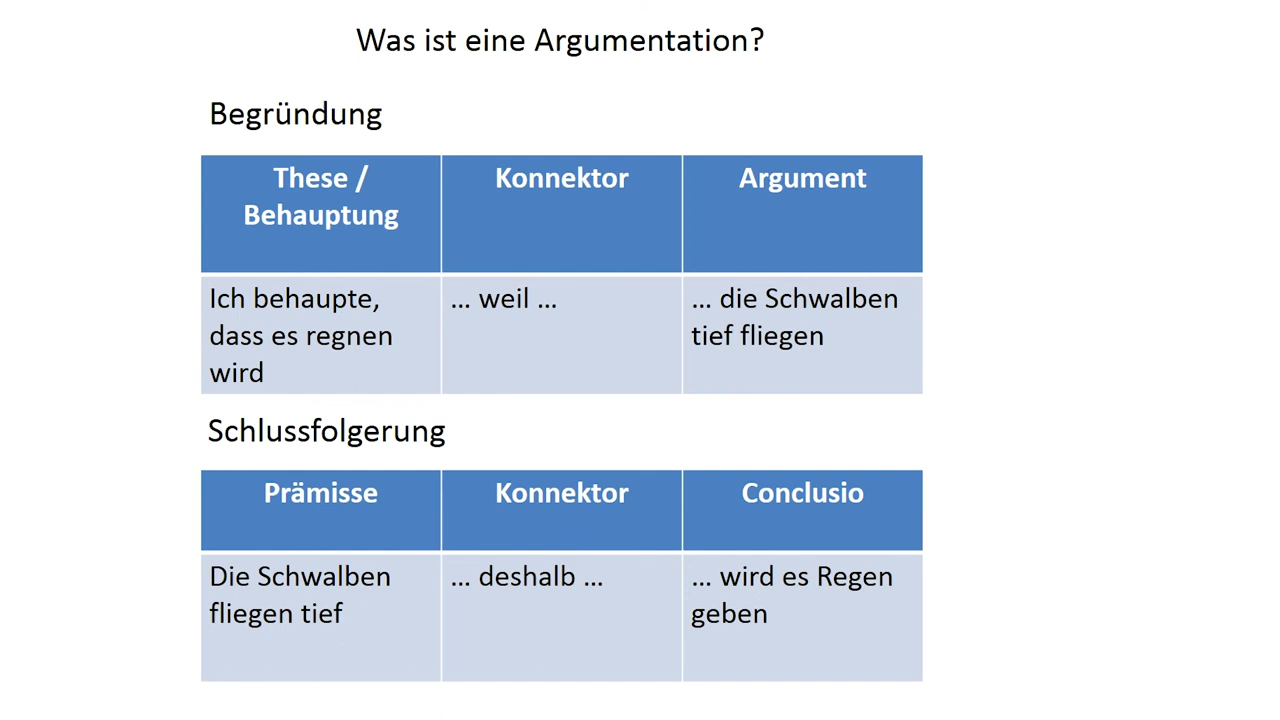 Was ist eine Argumentation?
Begründung
These /
Behauptung
Konnektor
Argument
Ich behaupte,
dass es regnen
wird
... weil ...
... die Schwalben
tief fliegen
Schlussfolgerung
Prämisse
Konnektor
Conclusio
Die Schwalben
fliegen tief
... deshalb ...
... wird es Regen
geben